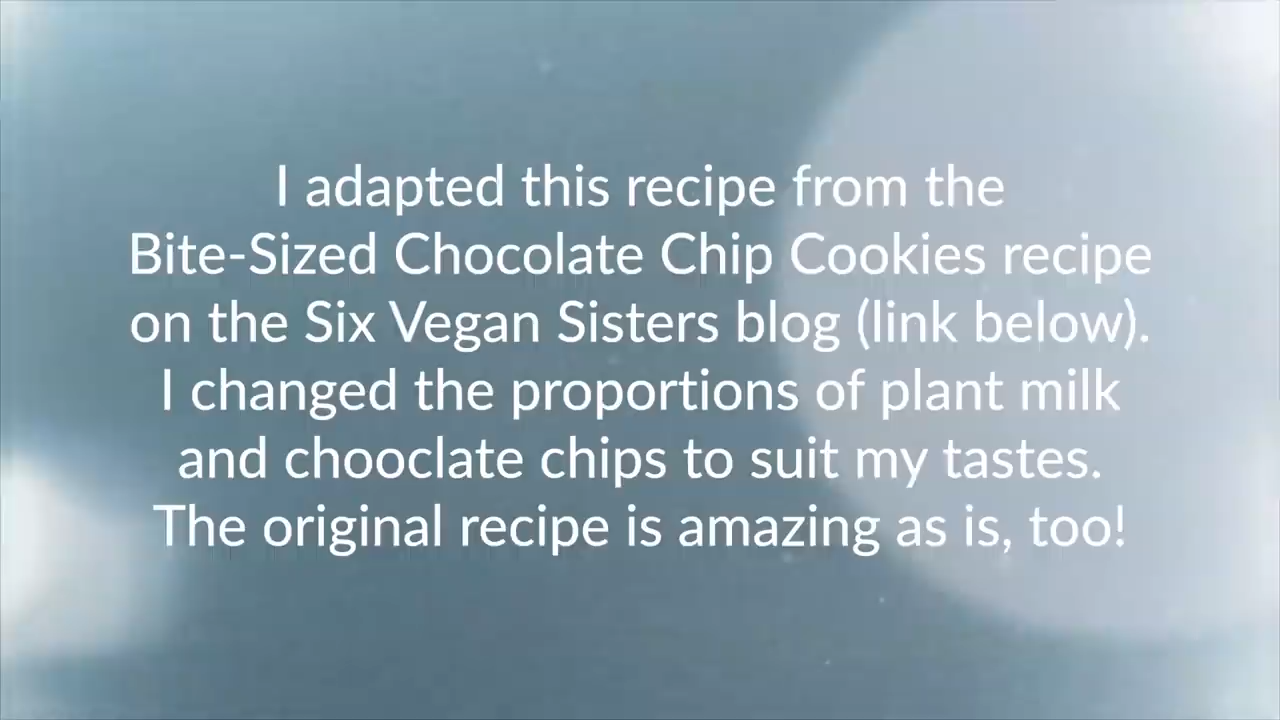 I adapted this recipe from the
Bite-Sized Chocolate Chip Cookies recipe
on the Six Vegan Sisters blog (link below).
I changed the proportions of plant milk
and chooclate chips to suit my tastes.
The original recipe is amazing as is, too!